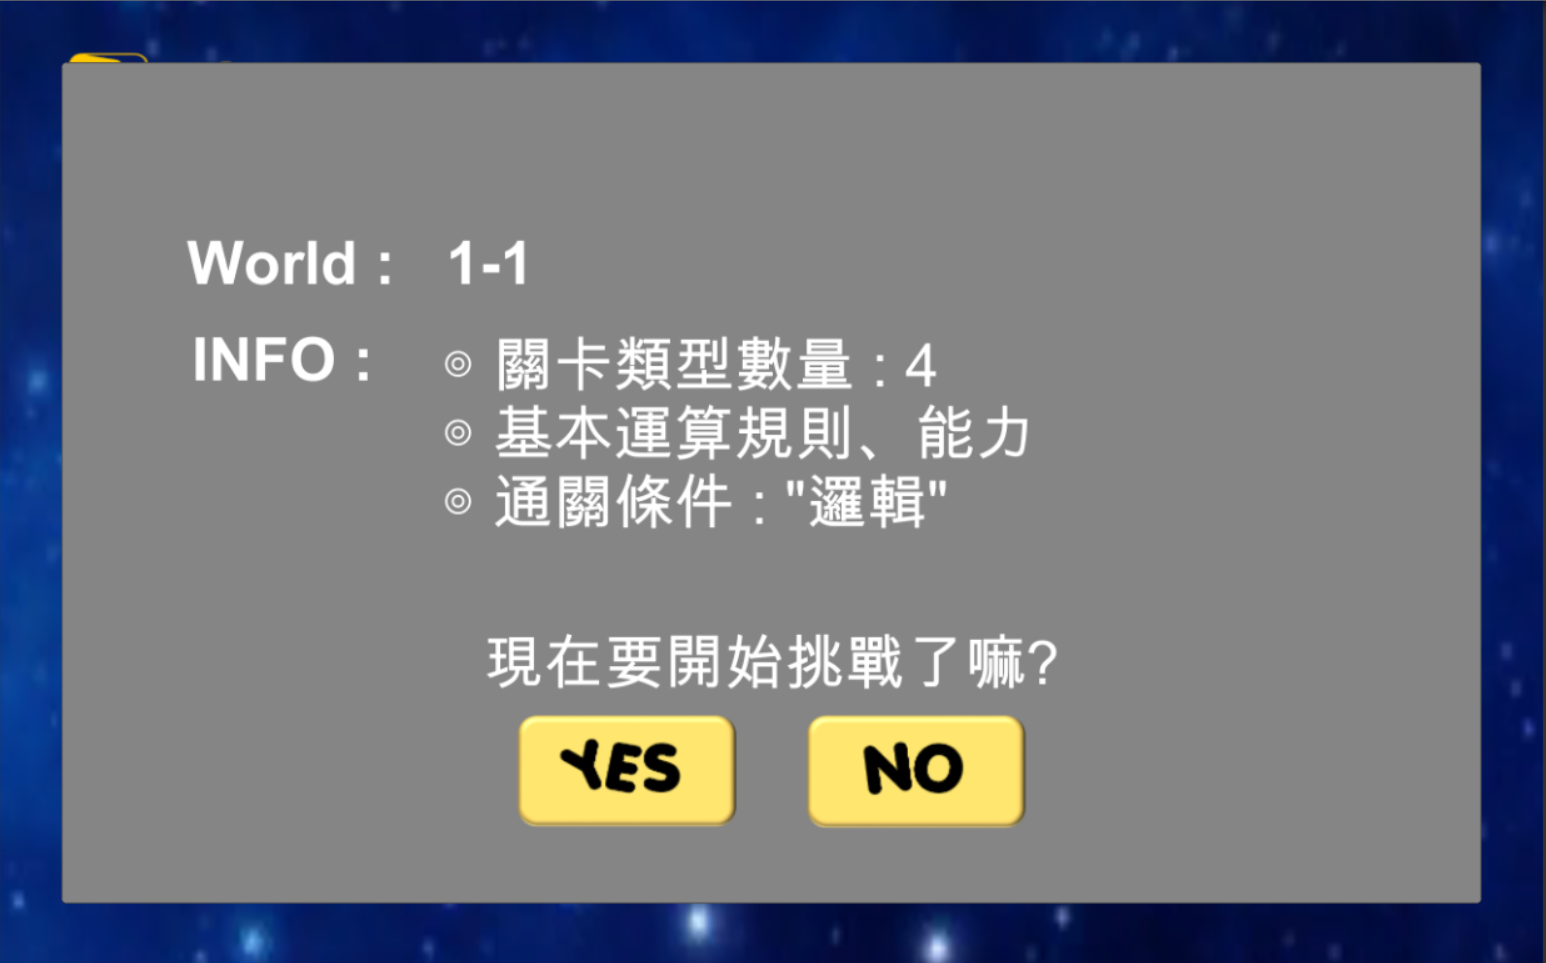 World : 1-1
INFO : ◎ 關卡類型數量 : 4
◎ 基本運算規則、能力
◎ 通關條件 : "邏輯"
現在要開始挑戰了嘛?
YES NO